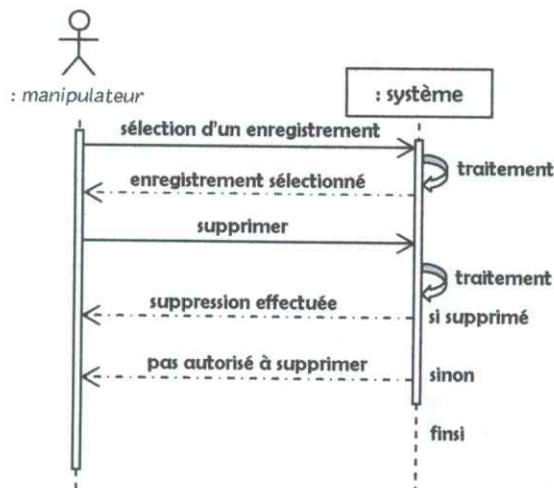 : manipulateur
: système
sélection d'un enregistrement
traitement
enregistrement sélectionné
supprimer
traitement
suppression effectuée
si supprimé
pas autorisé à supprimer
sinon
finsi